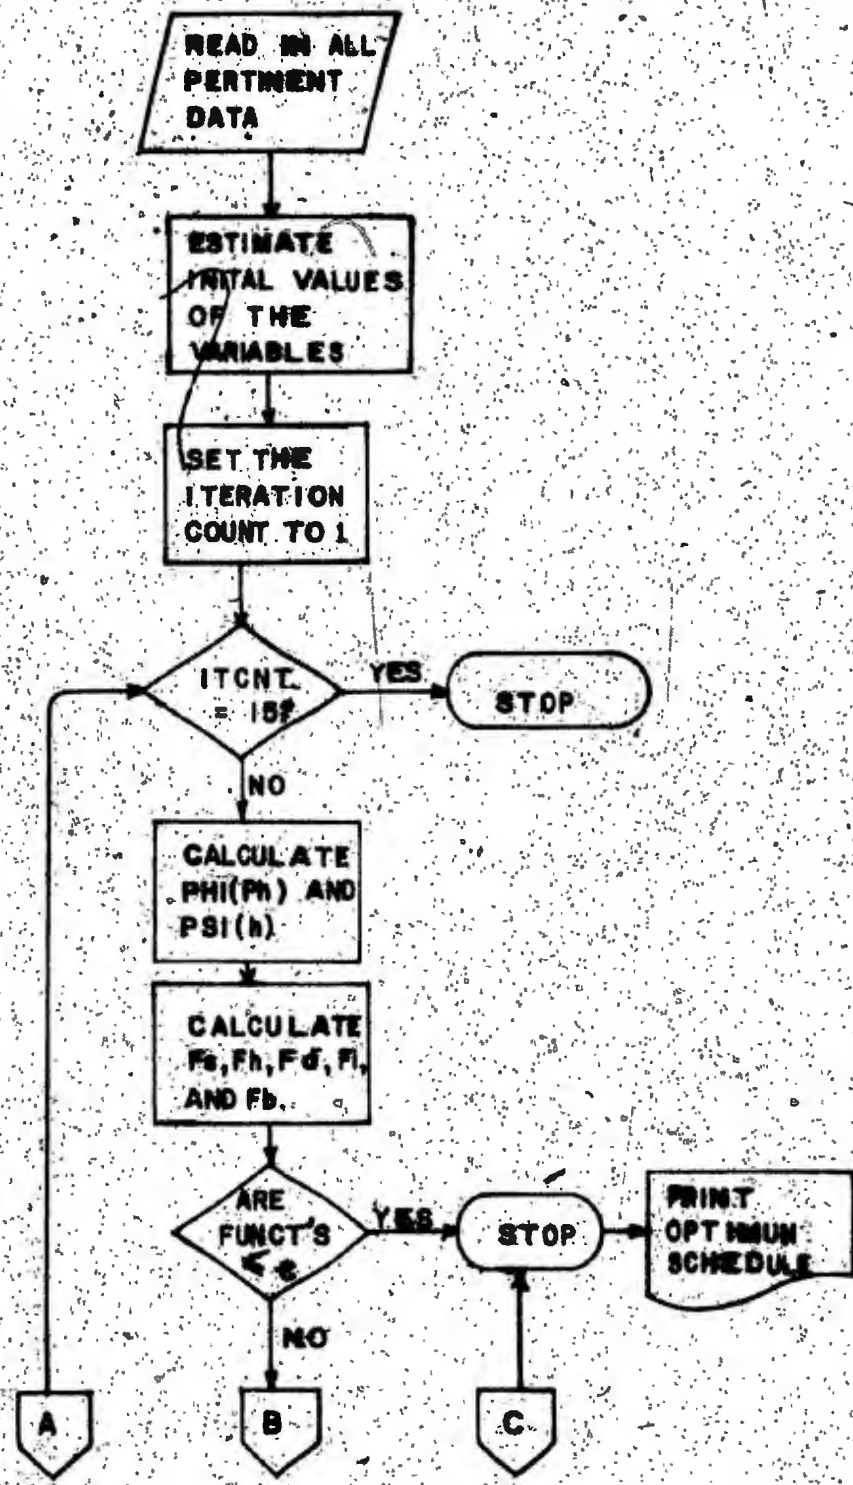 READ IN ALL
PERTINENT
DATA
ESTIMATE
INITAL VALUES
OF THE
VARIABLES
SET THE
ITERATION
COUNT TO 1
ITCNT
= 15?
YES
STOP
NO
CALCULATE
PHI(Ph) AND
PSI(h)
CALCULATE
Fs, Fh, Fd, Fl,
AND Fb.
ARE
FUNCT'S
≤ e
YES
STOP
PRINT
OPTIMUM
SCHEDULE
NO
A
B
C